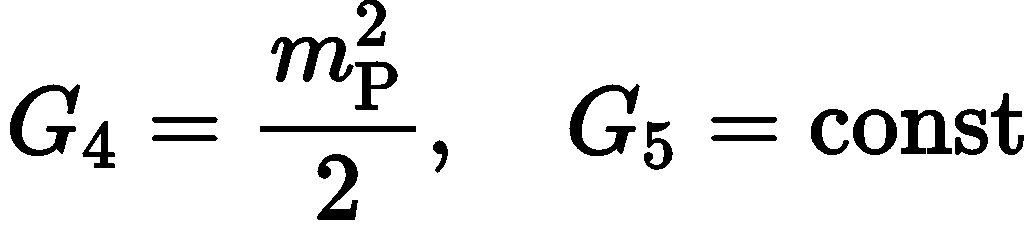 G_4 = \frac{m_{\mathrm{P}}^2}{2}, \quad G_5 = \mathrm{const}